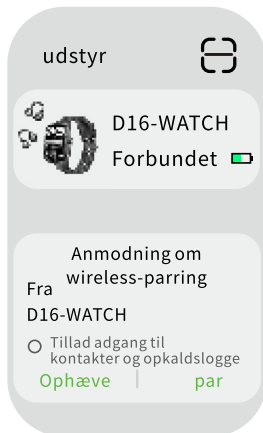 udstyr
D16-WATCH
Forbundet
Anmodning om
wireless-parring
Fra
D16-WATCH
Tillad adgang til
kontakter og opkaldslogge
Ophæve
par